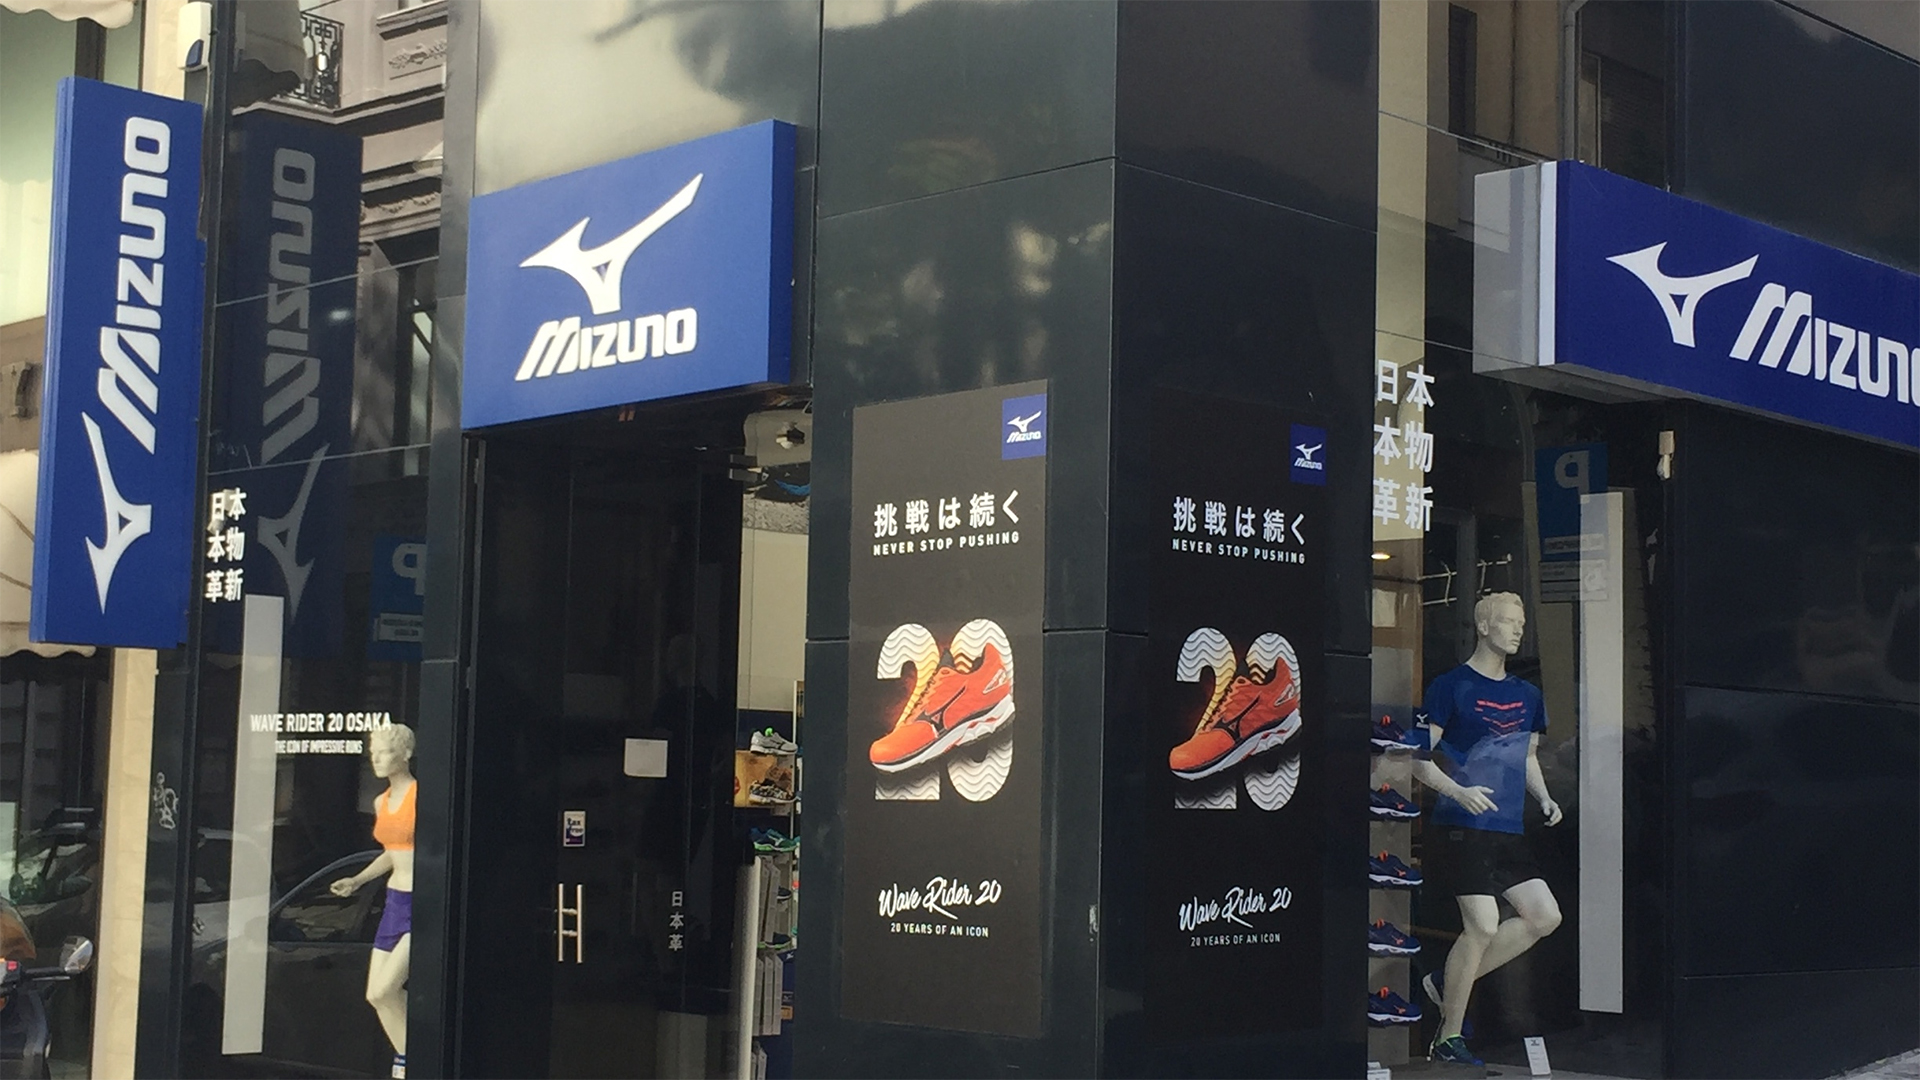 MIZUNO
MIZUNO
MIZUNO
MIZUNO
日本
本物
革新
WAVE RIDER 20 OSAKA
THE ICON OF IMPRESSIVE RUNS
tax
free
日
本
革
MIZUNO
挑戦は続く
NEVER STOP PUSHING
20
Wave Rider 20
20 YEARS OF AN ICON
MIZUNO
挑戦は続く
NEVER STOP PUSHING
20
Wave Rider 20
20 YEARS OF AN ICON
日本
本物
革新
P
P